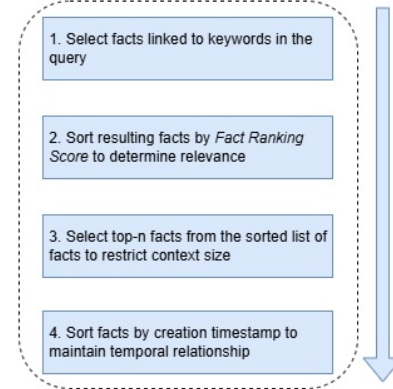 1. Select facts linked to keywords in the
query
2. Sort resulting facts by Fact Ranking
Score to determine relevance
3. Select top-n facts from the sorted list of
facts to restrict context size
4. Sort facts by creation timestamp to
maintain temporal relationship